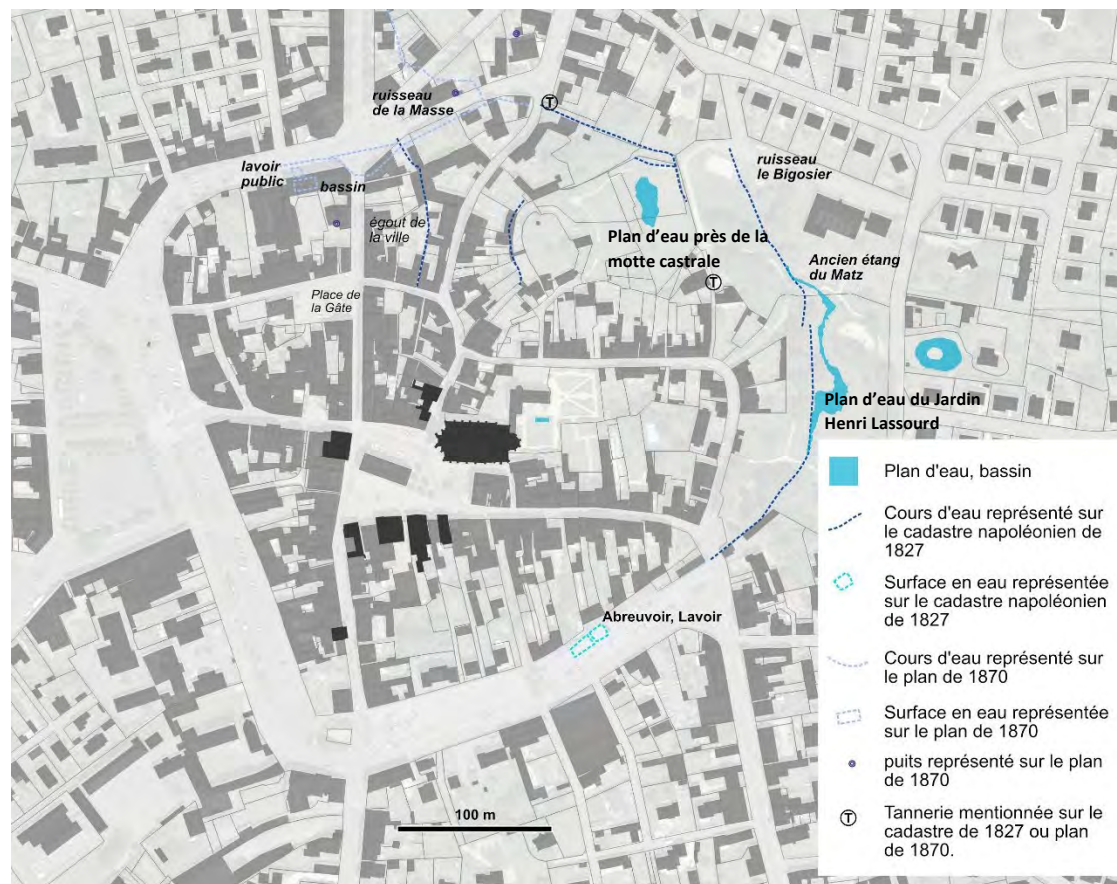 ruisseau
de la Masse
T
lavoir
public
bassin
ruisseau
le Bigosier
égout de
la ville
Plan d'eau près de la
motte castrale
Ancien étang
du Matz
T
Place de
la Gâte
Plan d'eau du Jardin
Henri Lassourd
Abreuvoir, Lavoir
100 m
Plan d'eau, bassin
Cours d'eau représenté sur
le cadastre napoléonien de
1827
Surface en eau représentée
sur le cadastre napoléonien
de 1827
Cours d'eau représenté sur
le plan de 1870
Surface en eau représentée
sur le plan de 1870
puits représenté sur le plan
de 1870
T
Tannerie mentionnée sur le
cadastre de 1827 ou plan
de 1870.